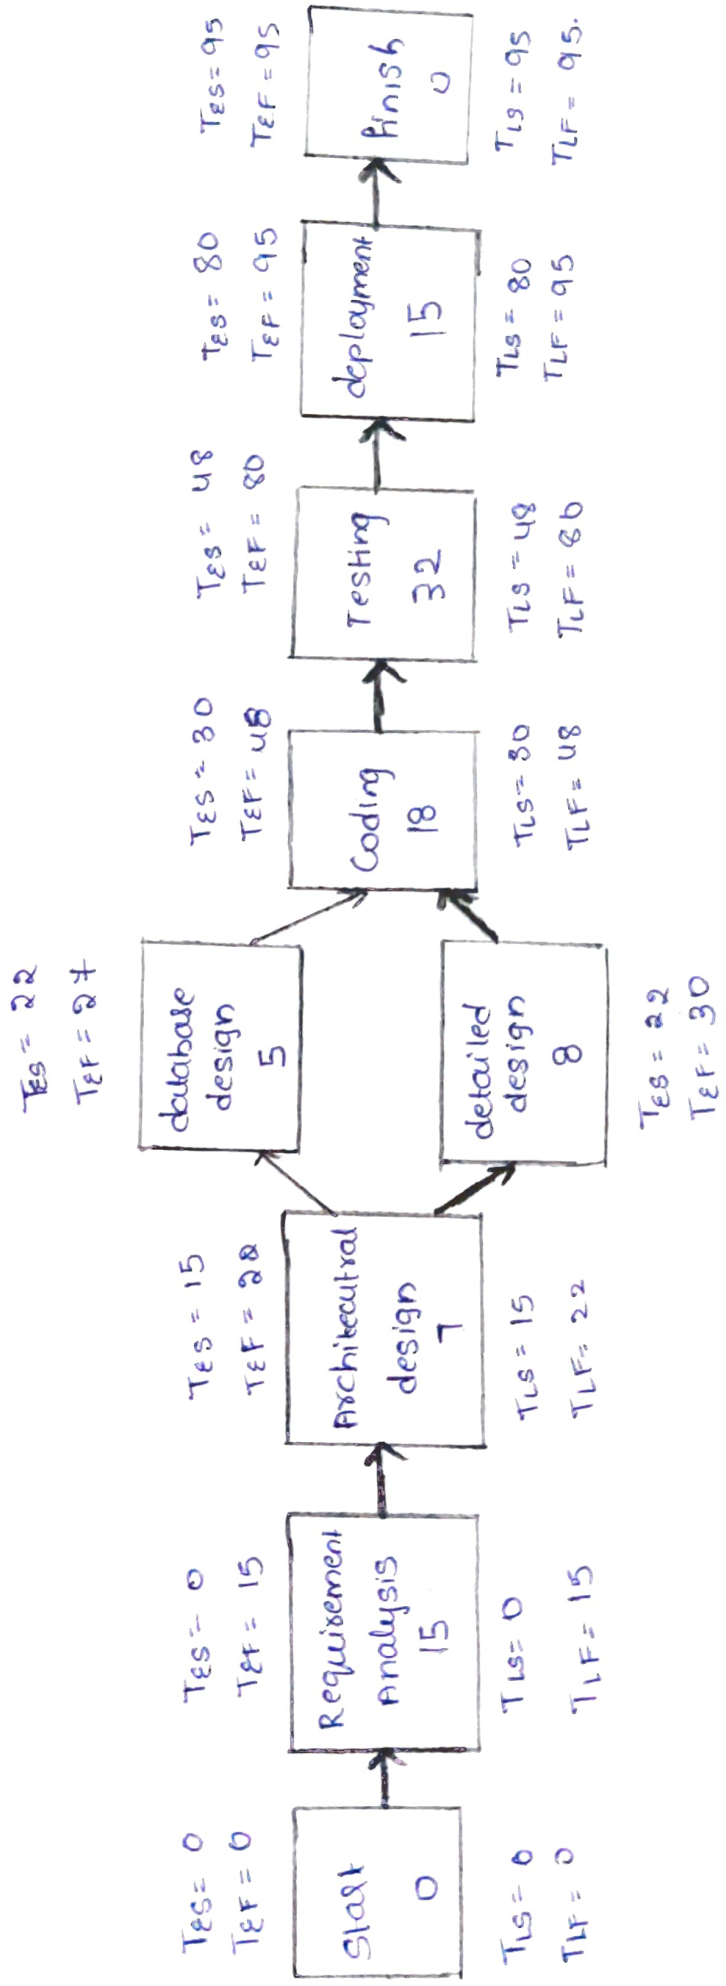 TES = 0
TEF = 0
Start
0
TLS = 0
TLF = 0
TES = 0
TEF = 15
Requirement
Analysis
15
TLS = 0
TLF = 15
TES = 15
TEF = 22
Architecutral
design
7
TLS = 15
TLF = 22
TES = 22
TEF = 27
database
design
5
detailed
design
8
TES = 22
TEF = 30
TES = 30
TEF = 48
Coding
18
TLS = 30
TLF = 48
TES = 48
TEF = 80
Testing
32
TLS = 48
TLF = 80
TES = 80
TEF = 95
deployment
15
TLS = 80
TLF = 95
TES = 95
TEF = 95
Finish
0
TLS = 95
TLF = 95.